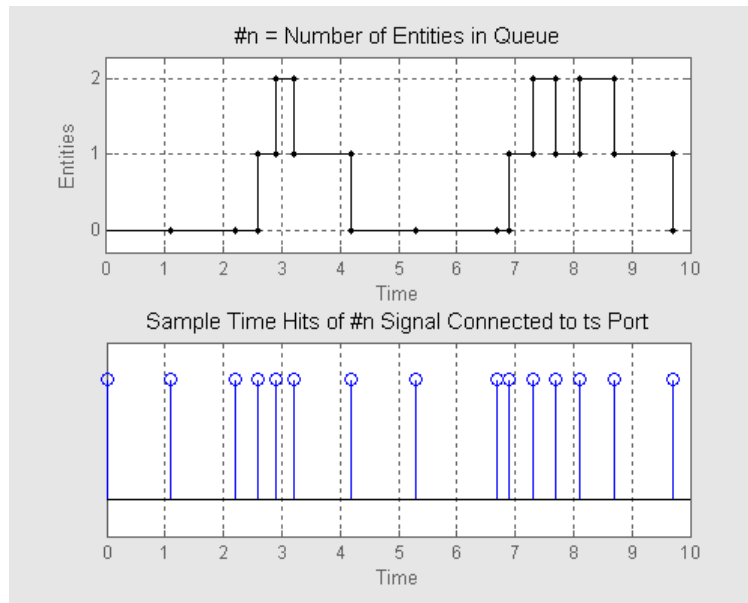 #n = Number of Entities in Queue
2
1
0
Entities
0 1 2 3 4 5 6 7 8 9 10
Time
Sample Time Hits of #n Signal Connected to ts Port
0 1 2 3 4 5 6 7 8 9 10
Time